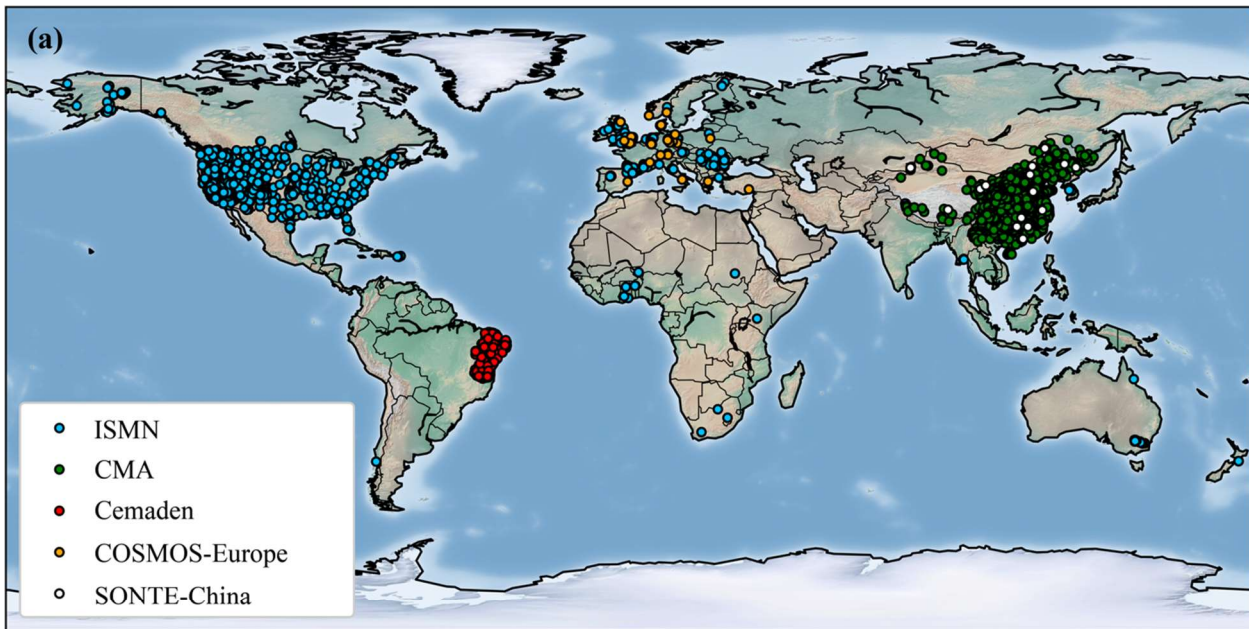 (a)
ISMN
CMA
Cemaden
COSMOS-Europe
SONTE-China